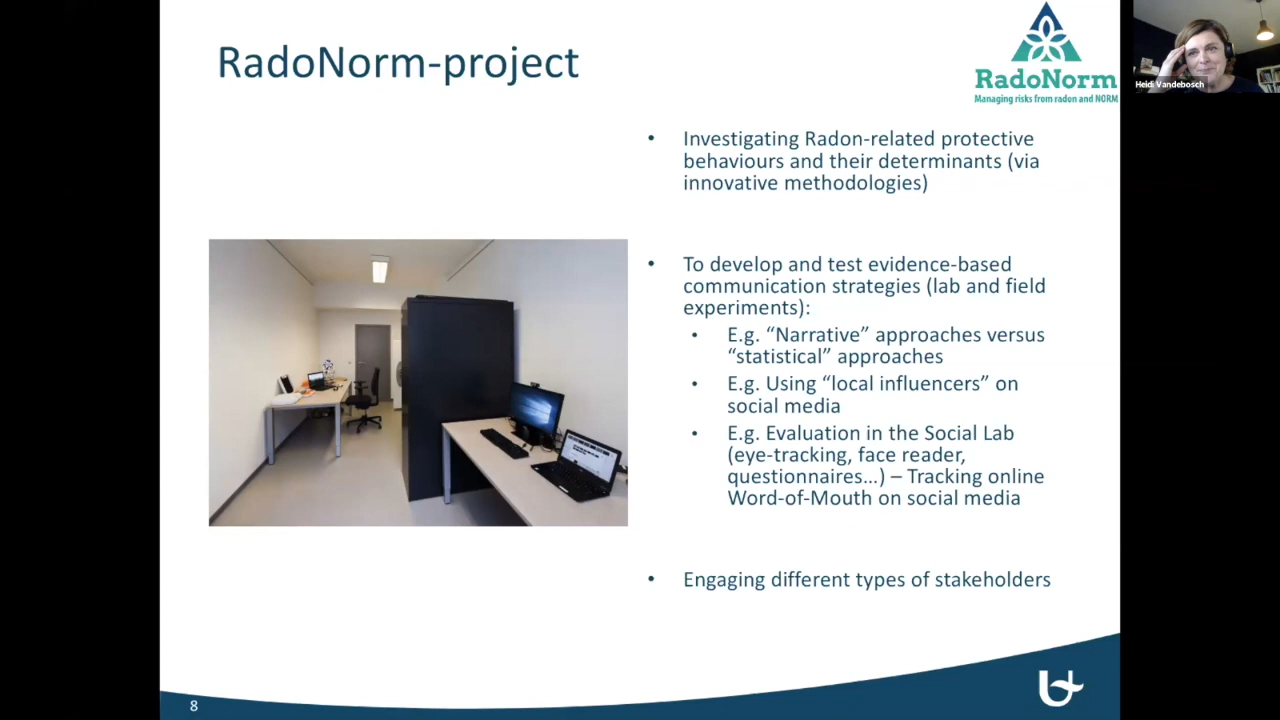 RadoNorm-project
RadoNorm
Managing risks from radon and NORM
Heidi Vandebosch
• Investigating Radon-related protective
behaviours and their determinants (via
innovative methodologies)
• To develop and test evidence-based
communication strategies (lab and field
experiments):
• E.g. “Narrative” approaches versus
“statistical” approaches
• E.g. Using “local influencers” on
social media
• E.g. Evaluation in the Social Lab
(eye-tracking, face reader,
questionnaires...) – Tracking online
Word-of-Mouth on social media
• Engaging different types of stakeholders
8